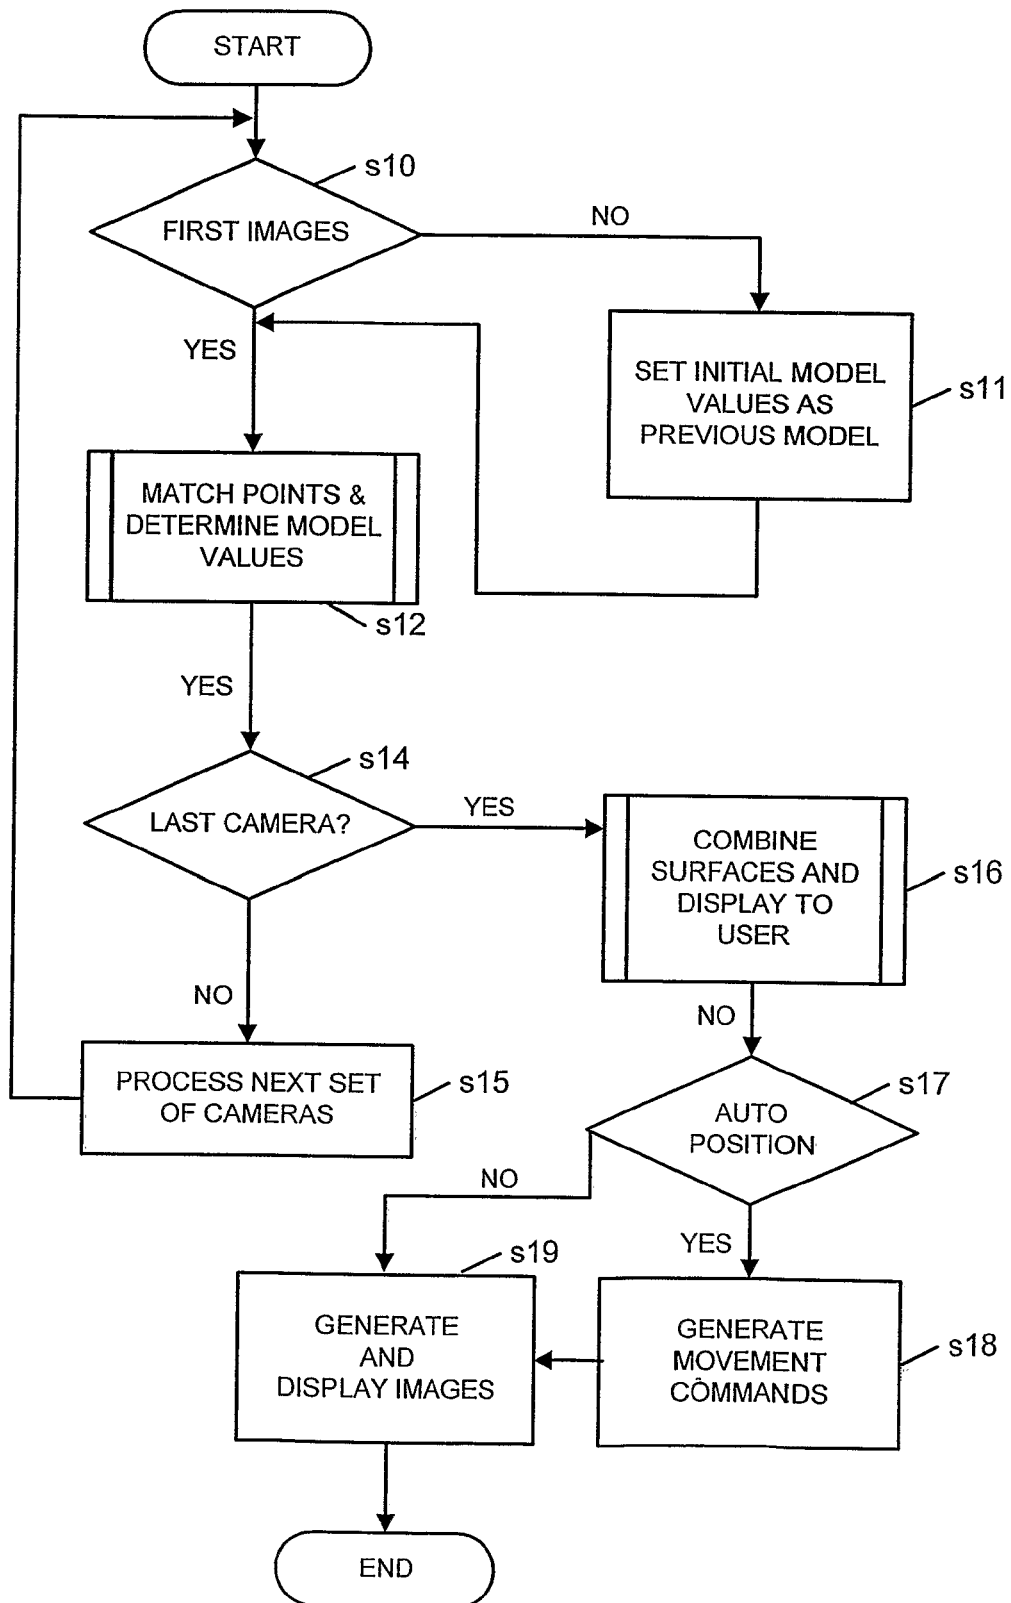 START
s10
FIRST IMAGES
NO
YES
SET INITIAL MODEL
VALUES AS
PREVIOUS MODEL
s11
MATCH POINTS &
DETERMINE MODEL
VALUES
s12
YES
s14
LAST CAMERA?
YES
COMBINE
SURFACES AND
DISPLAY TO
USER
s16
NO
NO
PROCESS NEXT SET
OF CAMERAS
s15
s17
AUTO
POSITION
NO
YES
s19
GENERATE
AND
DISPLAY IMAGES
GENERATE
MOVEMENT
COMMANDS
s18
END